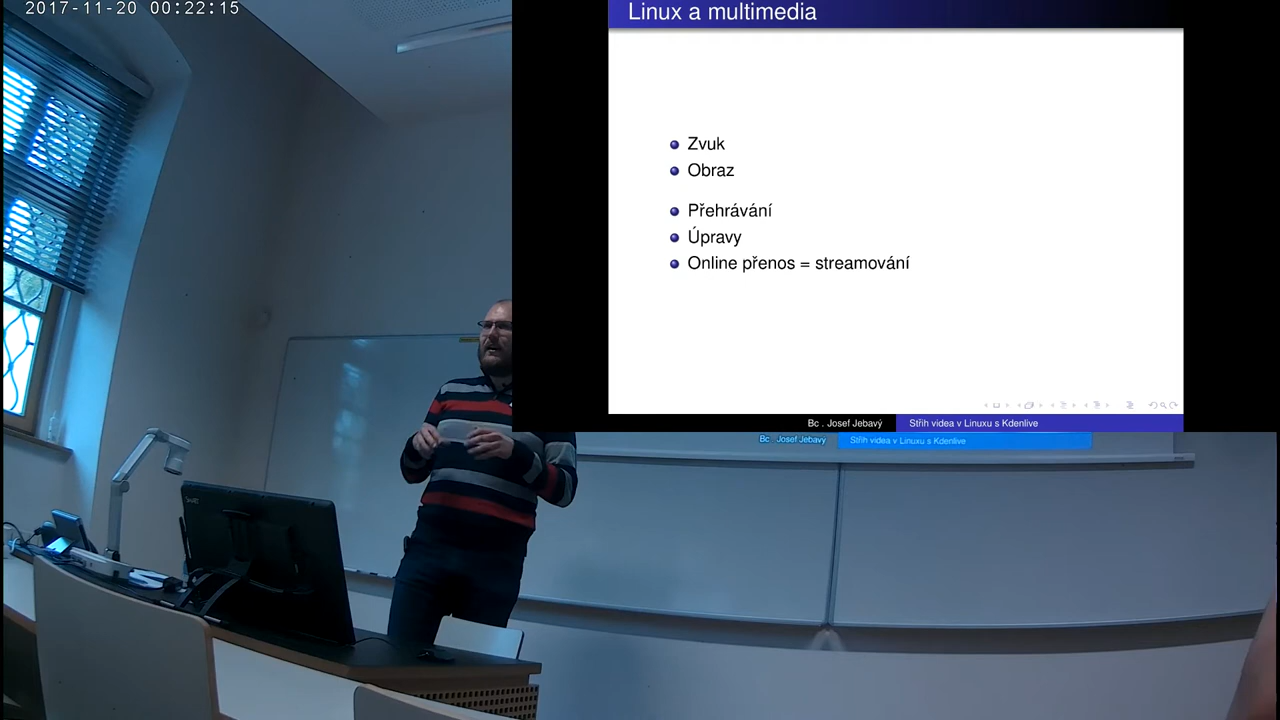 2017-11-20 00:22:15
Linux a multimedia
Zvuk
Obraz
Přehrávání
Úpravy
Online přenos = streamování
Bc . Josef Jebavý
Střih videa v Linuxu s Kdenlive
Bc . Josef Jebavý
Střih videa v Linuxu s Kdenlive